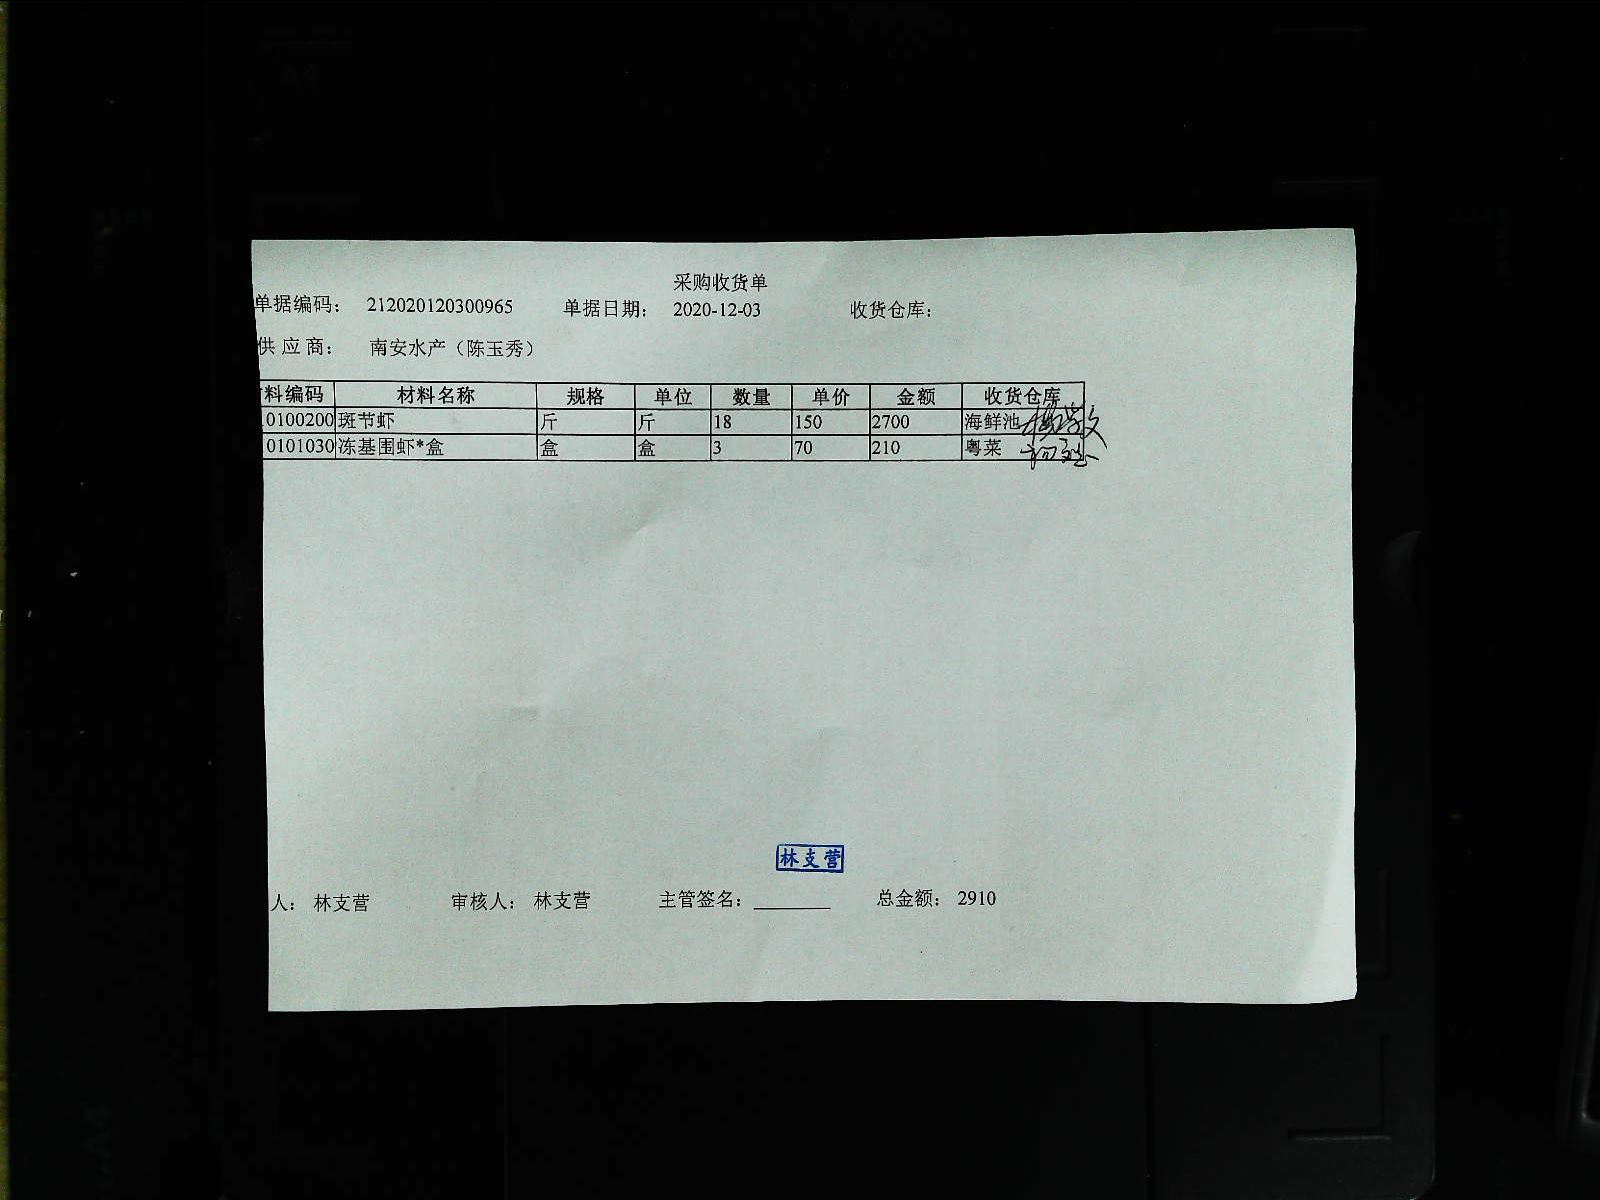 采购收货单
单据编码： 212020120300965 单据日期： 2020-12-03 收货仓库：
供应商： 南安水产（陈玉秀）
料编码 材料名称 规格 单位 数量 单价 金额 收货仓库
0100200 斑节虾 斤 斤 18 150 2700 海鲜池
0101030 冻基围虾*盒 盒 盒 3 70 210 粤菜
林支营
人： 林支营 审核人： 林支营 主管签名： 总金额： 2910